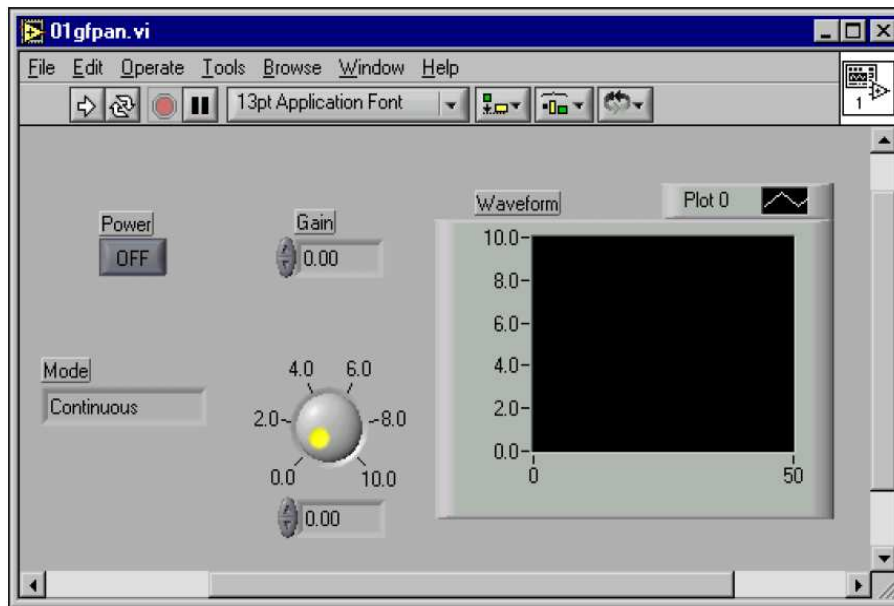 01gfpan.vi
File Edit Operate Tools Browse Window Help
13pt Application Font
1
Power
OFF
Gain
0.00
Waveform
Plot 0
10.0
8.0
6.0
4.0
2.0
0.0
0 50
Mode
Continuous
4.0 6.0
2.0 8.0
0.0 10.0
0.00